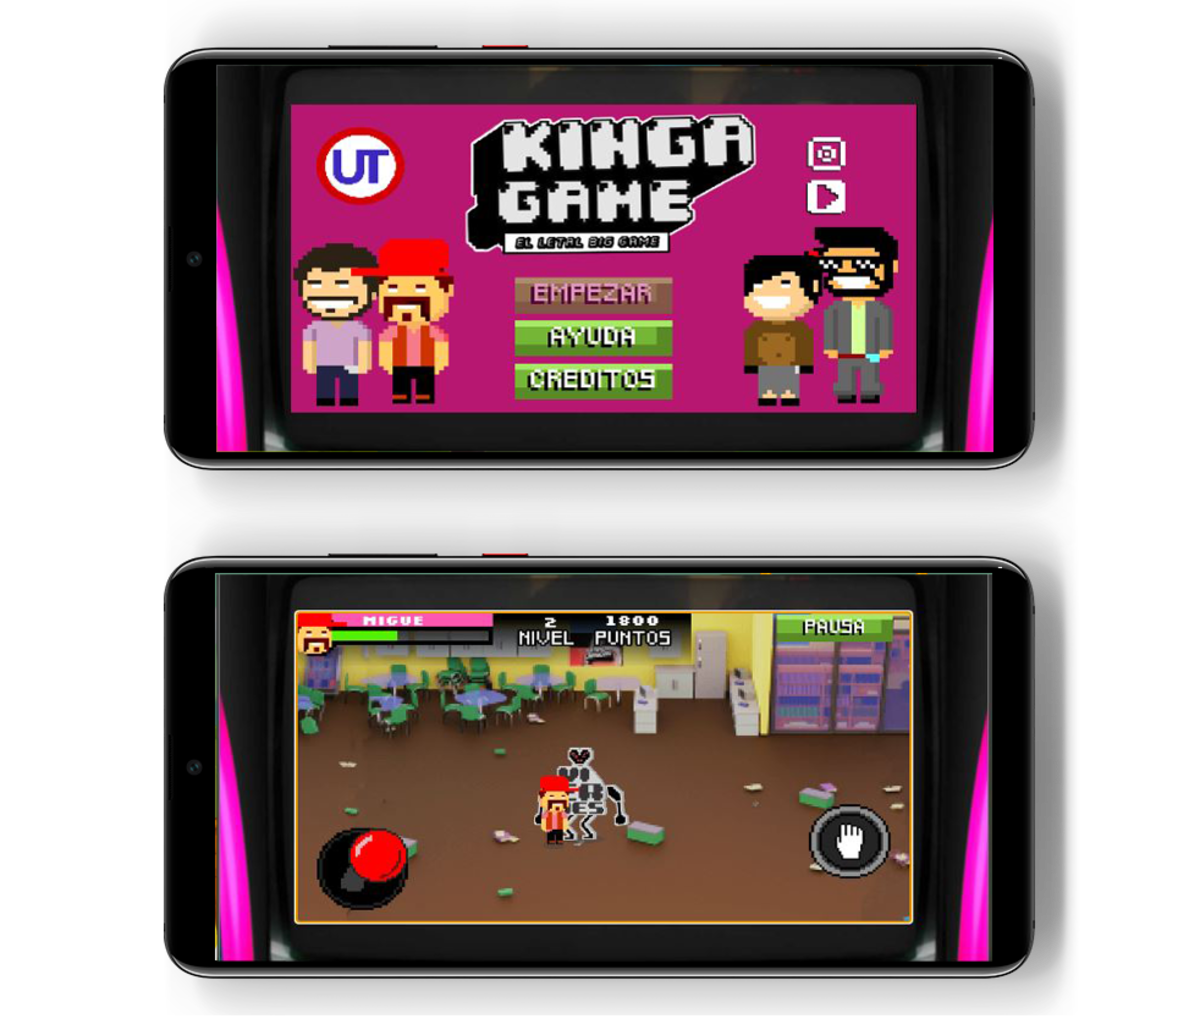 UT
KINGA
GAME
EL LETAL BIG GAME
EMPEZAR
AYUDA
CREDITOS
MIGUE
2 1800
NIVEL PUNTOS
PAUSA